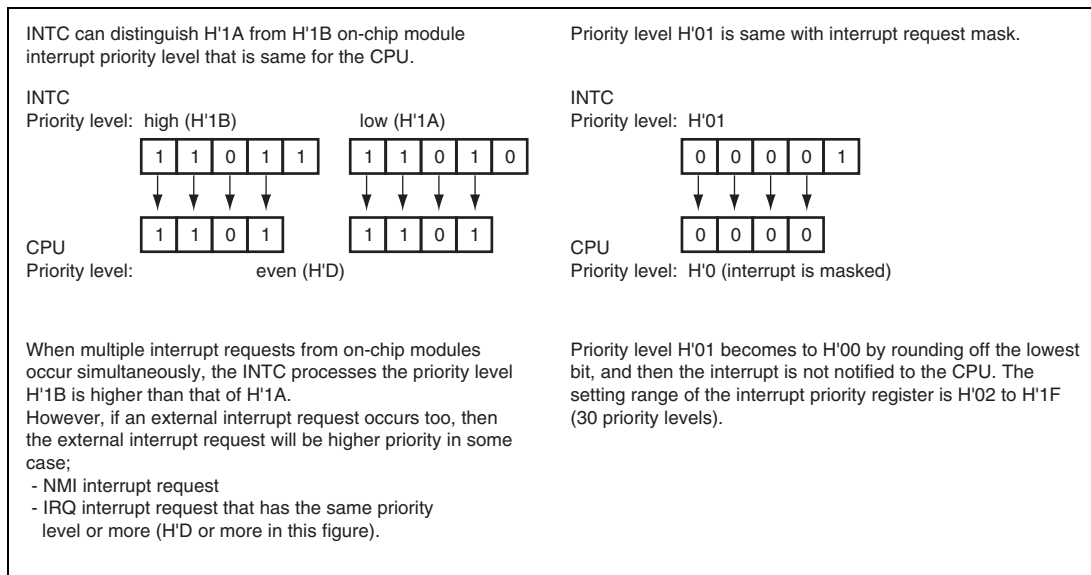 INTC can distinguish H'1A from H'1B on-chip module
interrupt priority level that is same for the CPU.
INTC
Priority level: high (H'1B) low (H'1A)
1 1 0 1 1 1 1 0 1 0
1 1 0 1 1 1 0 1
CPU
Priority level: even (H'D)
When multiple interrupt requests from on-chip modules
occur simultaneously, the INTC processes the priority level
H'1B is higher than that of H'1A.
However, if an external interrupt request occurs too, then
the external interrupt request will be higher priority in some
case;
- NMI interrupt request
- IRQ interrupt request that has the same priority
level or more (H'D or more in this figure).
Priority level H'01 is same with interrupt request mask.
INTC
Priority level: H'01
0 0 0 0 1
0 0 0 0
CPU
Priority level: H'0 (interrupt is masked)
Priority level H'01 becomes to H'00 by rounding off the lowest
bit, and then the interrupt is not notified to the CPU. The
setting range of the interrupt priority register is H'02 to H'1F
(30 priority levels).